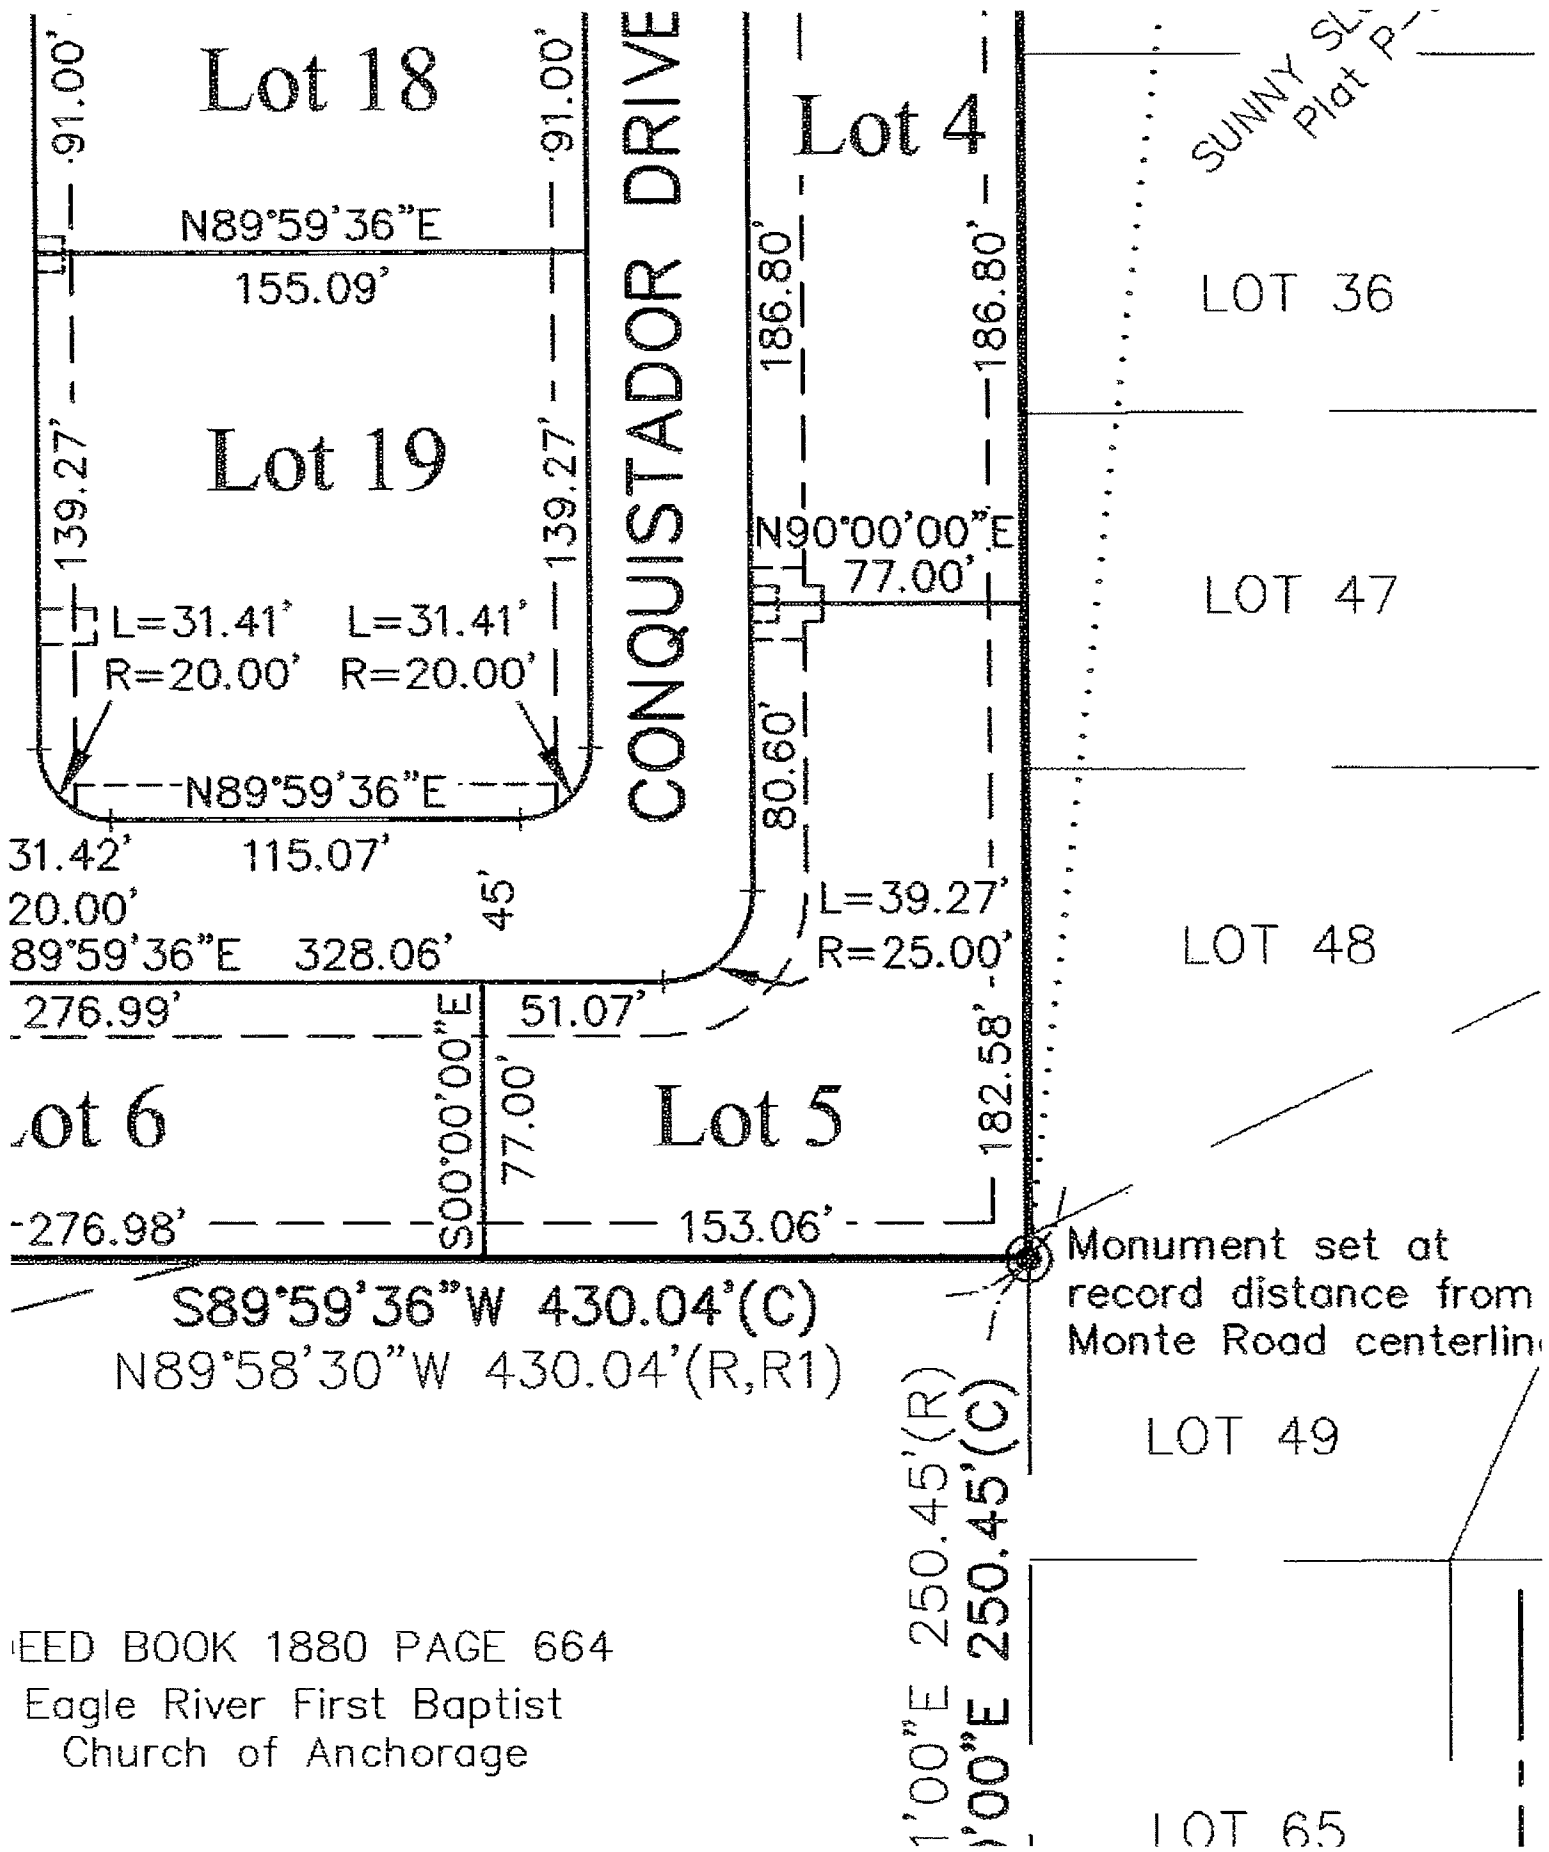 SUNNY
Plat P-
91.00'
Lot 18
91.00'
CONQUISTADOR DRIVE
Lot 4
N89°59'36"E
155.09'
186.80'
186.80'
LOT 36
139.27'
Lot 19
139.27'
N90°00'00"E
77.00'
LOT 47
L=31.41'
R=20.00'
L=31.41'
R=20.00'
80.60'
N89°59'36"E
115.07'
31.42'
20.00'
89°59'36"E 328.06'
45'
L=39.27'
R=25.00'
LOT 48
276.99'
S00°00'00"E
77.00'
51.07'
182.58'
ot 6
Lot 5
276.98'
153.06'
S89°59'36"W 430.04'(C)
N89°58'30"W 430.04'(R,R1)
Monument set at
record distance from
Monte Road centerlin
LOT 49
1'00"E 250.45'(R)
0'00"E 250.45'(C)
EED BOOK 1880 PAGE 664
Eagle River First Baptist
Church of Anchorage
LOT 65